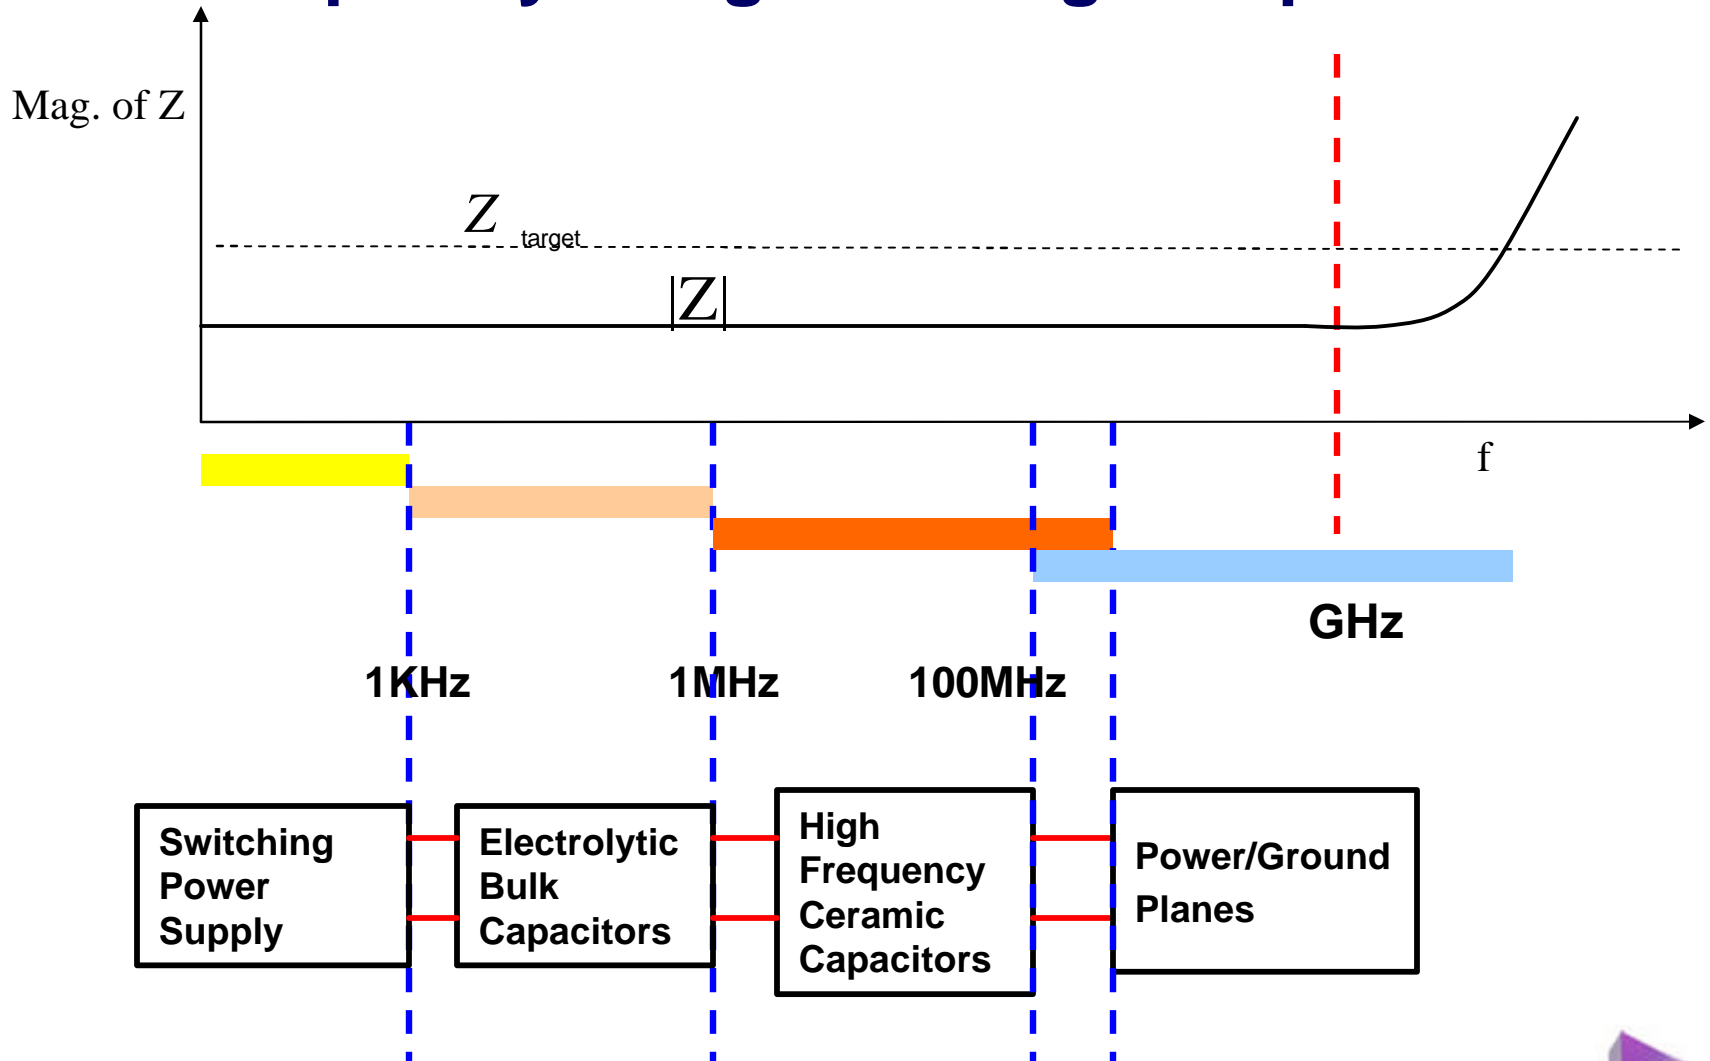 Mag. of Z
Z target
|Z|
f
GHz
1KHz
1MHz
100MHz
Switching
Power
Supply
Electrolytic
Bulk
Capacitors
High
Frequency
Ceramic
Capacitors
Power/Ground
Planes